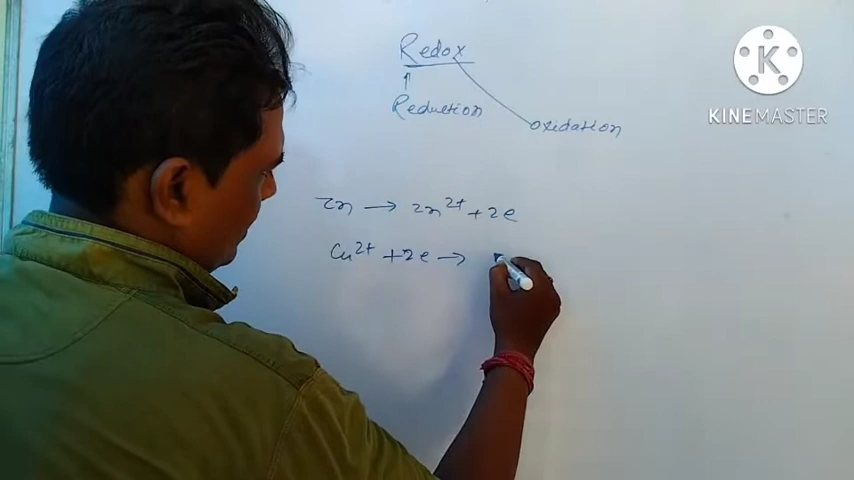 Redox
Reduction
oxidation
Zn → Zn²⁺ + 2e
Cu²⁺ + 2e →
K
KINEMASTER